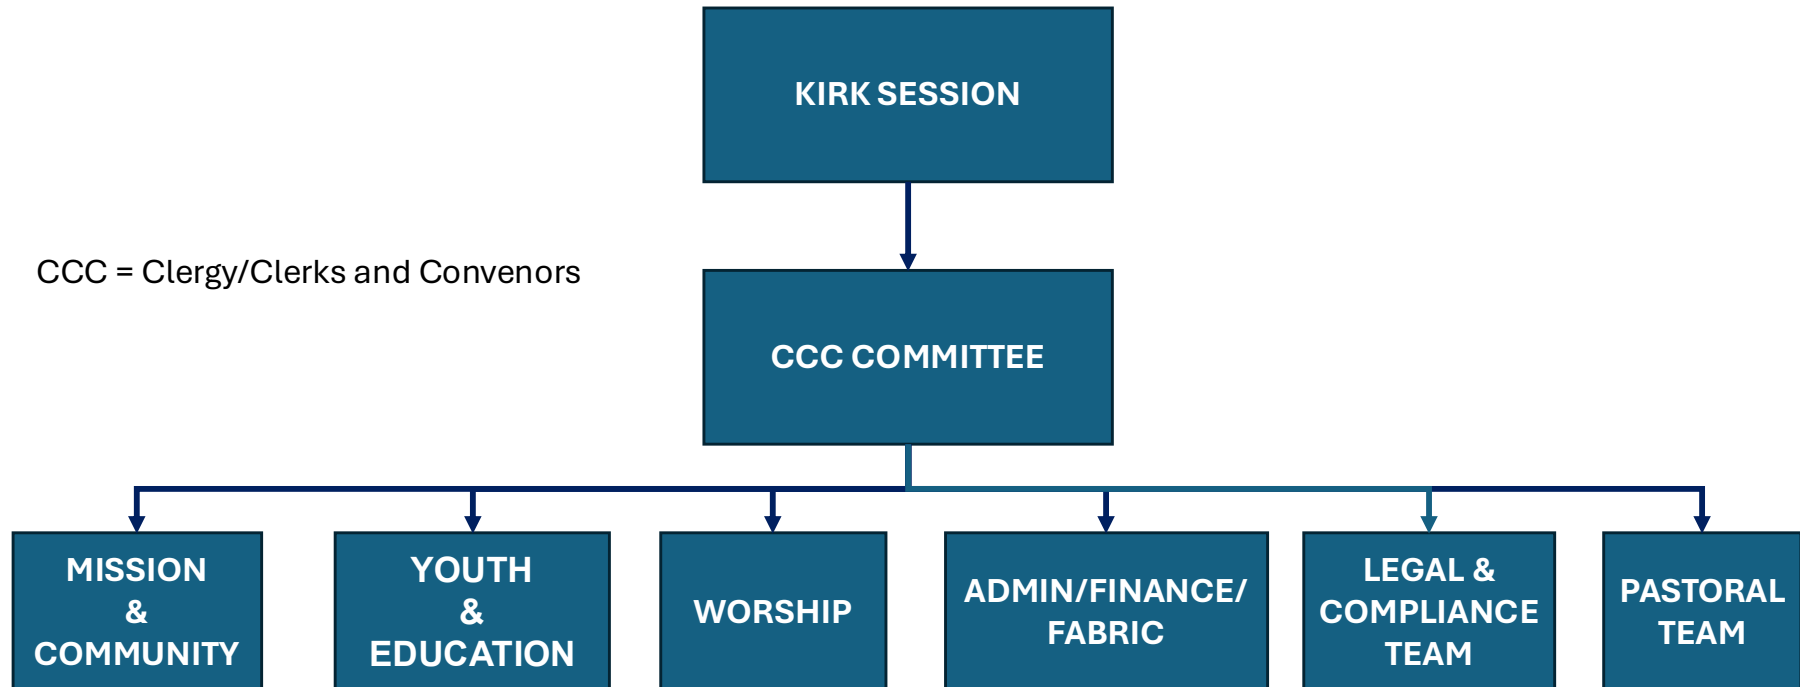 KIRK SESSION
CCC = Clergy/Clerks and Convenors
CCC COMMITTEE
MISSION
&
COMMUNITY
YOUTH
&
EDUCATION
WORSHIP
ADMIN/FINANCE/
FABRIC
LEGAL &
COMPLIANCE
TEAM
PASTORAL
TEAM